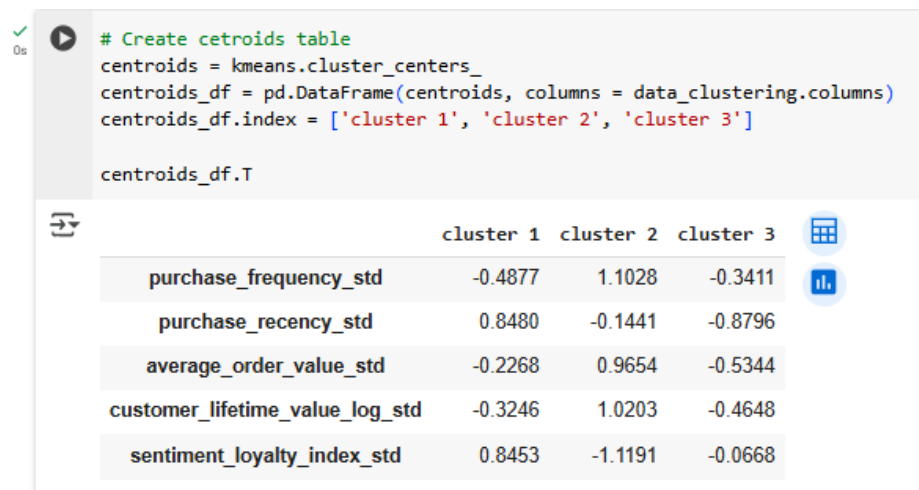 0s
# Create cetroids table
centroids = kmeans.cluster_centers_
centroids_df = pd.DataFrame(centroids, columns = data_clustering.columns)
centroids_df.index = ['cluster 1', 'cluster 2', 'cluster 3']
centroids_df.T
cluster 1 cluster 2 cluster 3
purchase_frequency_std -0.4877 1.1028 -0.3411
purchase_recency_std 0.8480 -0.1441 -0.8796
average_order_value_std -0.2268 0.9654 -0.5344
customer_lifetime_value_log_std -0.3246 1.0203 -0.4648
sentiment_loyalty_index_std 0.8453 -1.1191 -0.0668